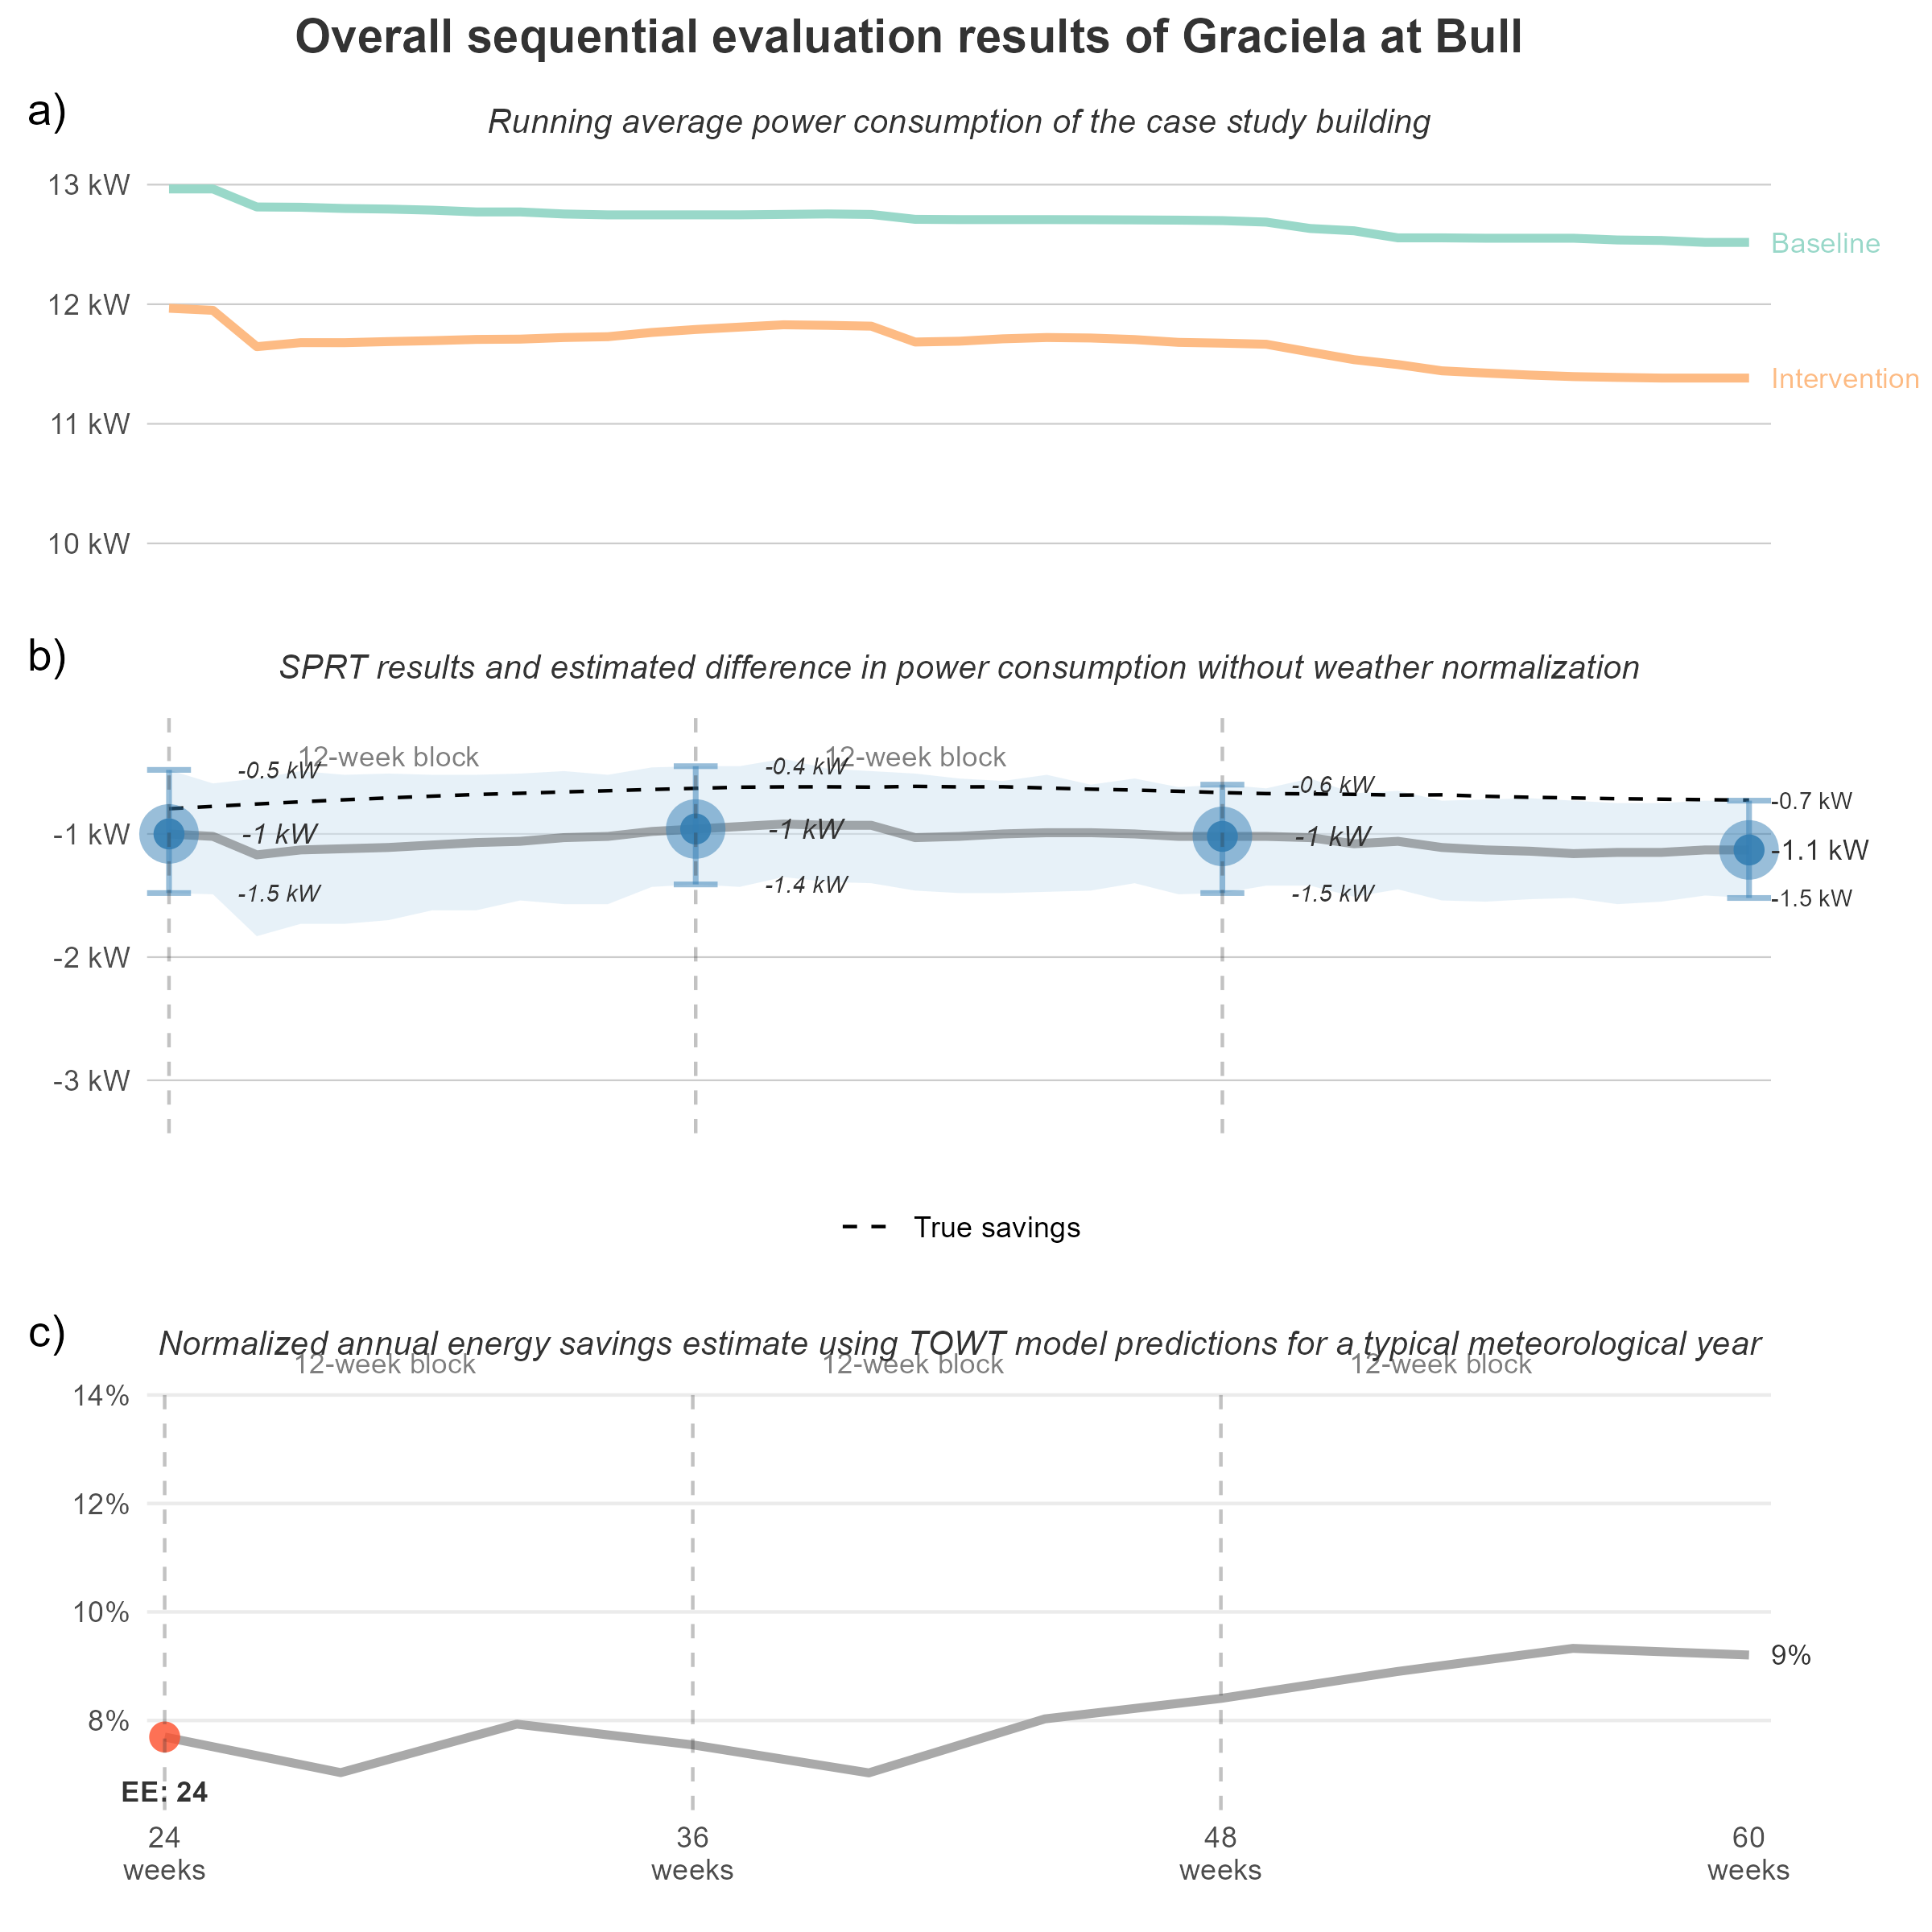 Overall sequential evaluation results of Graciela at Bull
a)
Running average power consumption of the case study building
13 kW
12 kW
11 kW
10 kW
Baseline
Intervention
b)
SPRT results and estimated difference in power consumption without weather normalization
12-week block
12-week block
-0.5 kW
-0.4 kW
-0.6 kW
-0.7 kW
-1 kW
-1 kW
-1 kW
-1 kW
-1.1 kW
-1.5 kW
-1.4 kW
-1.5 kW
-1.5 kW
-2 kW
-3 kW
True savings
c)
Normalized annual energy savings estimate using TOWT model predictions for a typical meteorological year
12-week block
12-week block
12-week block
14%
12%
10%
8%
9%
EE: 24
24 weeks
36 weeks
48 weeks
60 weeks